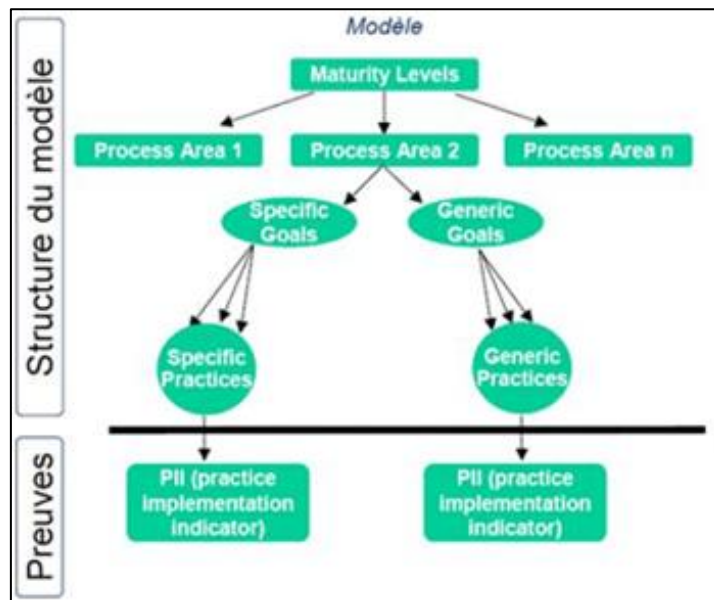 Modèle
Structure du modèle
Maturity Levels
Process Area 1
Process Area 2
Process Area n
Specific
Goals
Generic
Goals
Specific
Practices
Generic
Practices
Preuves
PII (practice
implementation
indicator)
PII (practice
implementation
indicator)